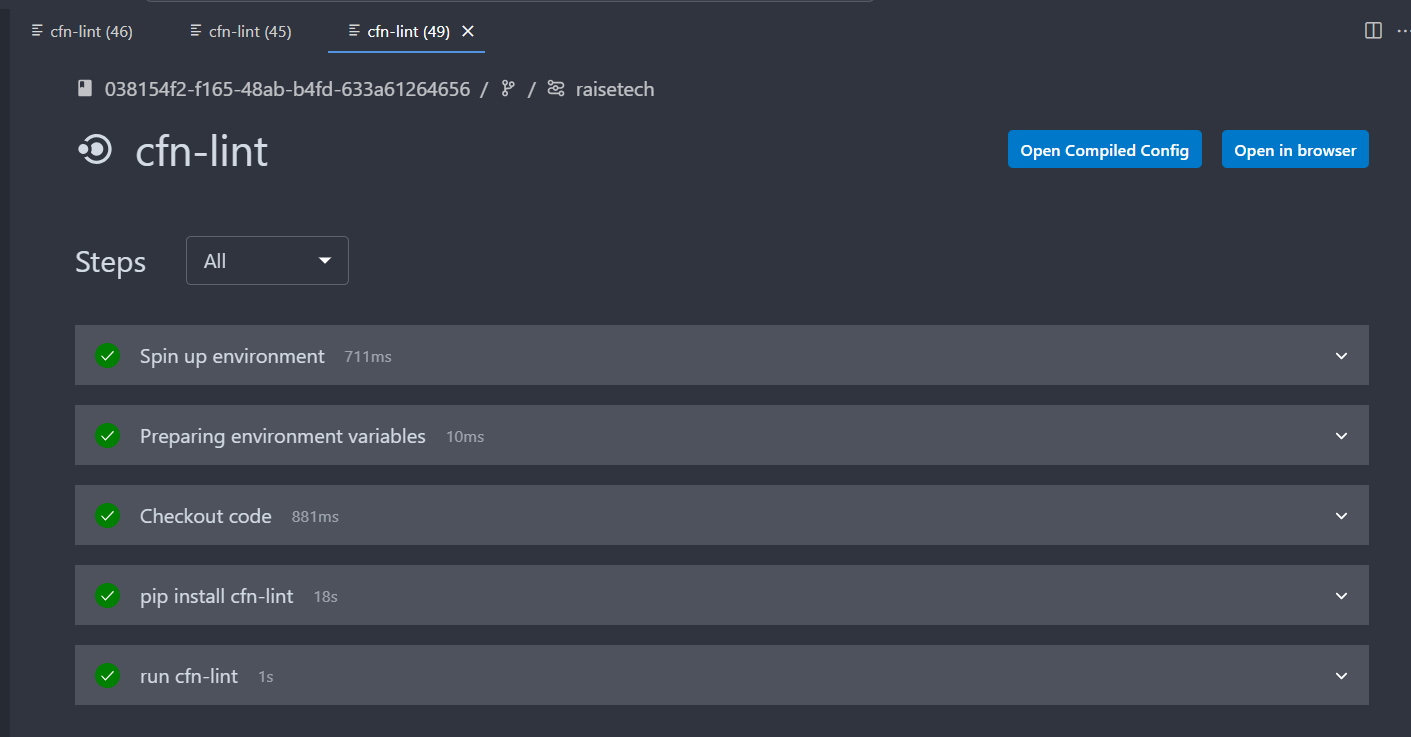 cfn-lint (46) cfn-lint (45) cfn-lint (49)
038154f2-f165-48ab-b4fd-633a61264656 / / raisetech
cfn-lint Open Compiled Config Open in browser
Steps All
Spin up environment 711ms
Preparing environment variables 10ms
Checkout code 881ms
pip install cfn-lint 18s
run cfn-lint 1s